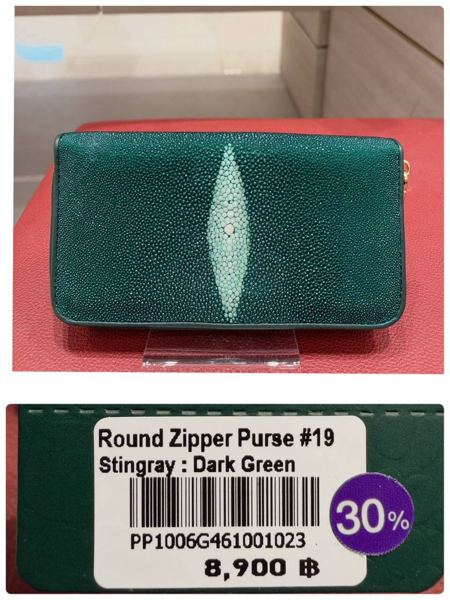 Round Zipper Purse #19
Stingray : Dark Green
PP1006G461001023
30%
8,900 ฿